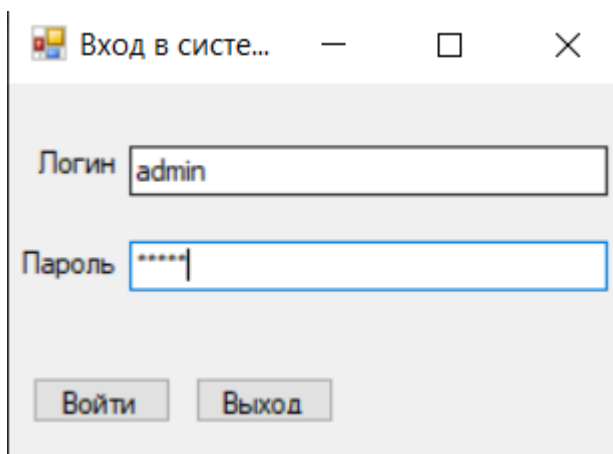 Вход в систе...
Логин admin
Пароль *****
Войти Выход